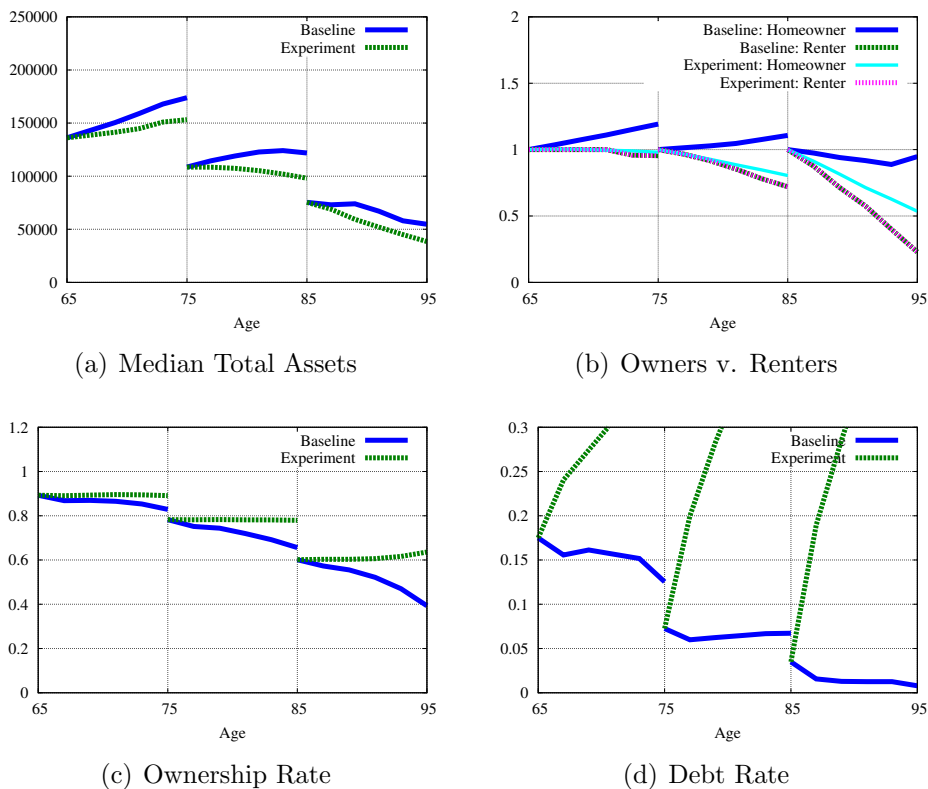 250000
200000
150000
100000
50000
0
65 75 85 95
Age
Baseline
Experiment
(a) Median Total Assets
2
1.5
1
0.5
0
65 75 85 95
Age
Baseline: Homeowner
Baseline: Renter
Experiment: Homeowner
Experiment: Renter
(b) Owners v. Renters
1.2
1
0.8
0.6
0.4
0.2
0
65 75 85 95
Age
Baseline
Experiment
(c) Ownership Rate
0.3
0.25
0.2
0.15
0.1
0.05
0
65 75 85 95
Age
Baseline
Experiment
(d) Debt Rate